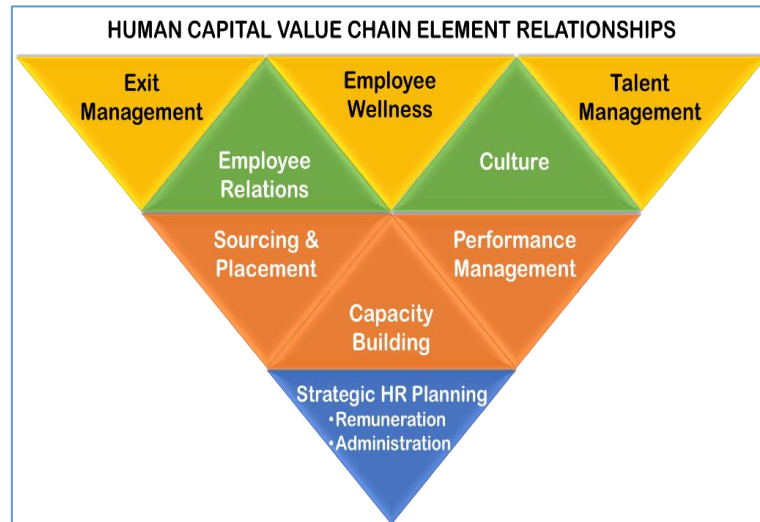 HUMAN CAPITAL VALUE CHAIN ELEMENT RELATIONSHIPS
Exit
Management
Employee
Wellness
Talent
Management
Employee
Relations
Culture
Sourcing &
Placement
Performance
Management
Capacity
Building
Strategic HR Planning
•Remuneration
•Administration